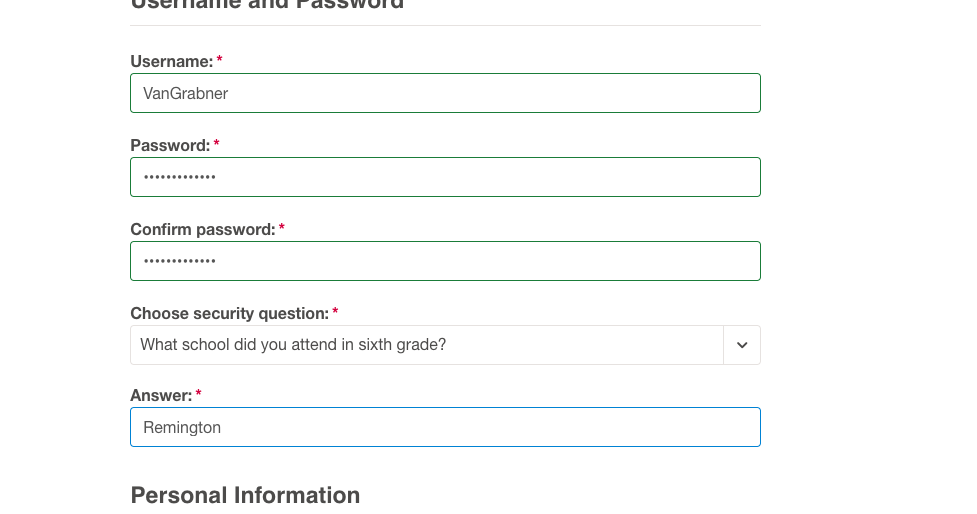 Username and Password
Username: *
VanGrabner
Password: *
•••••••••••••
Confirm password: *
•••••••••••••
Choose security question: *
What school did you attend in sixth grade?
Answer: *
Remington
Personal Information